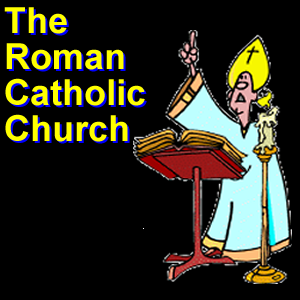 The
Roman
Catholic
Church